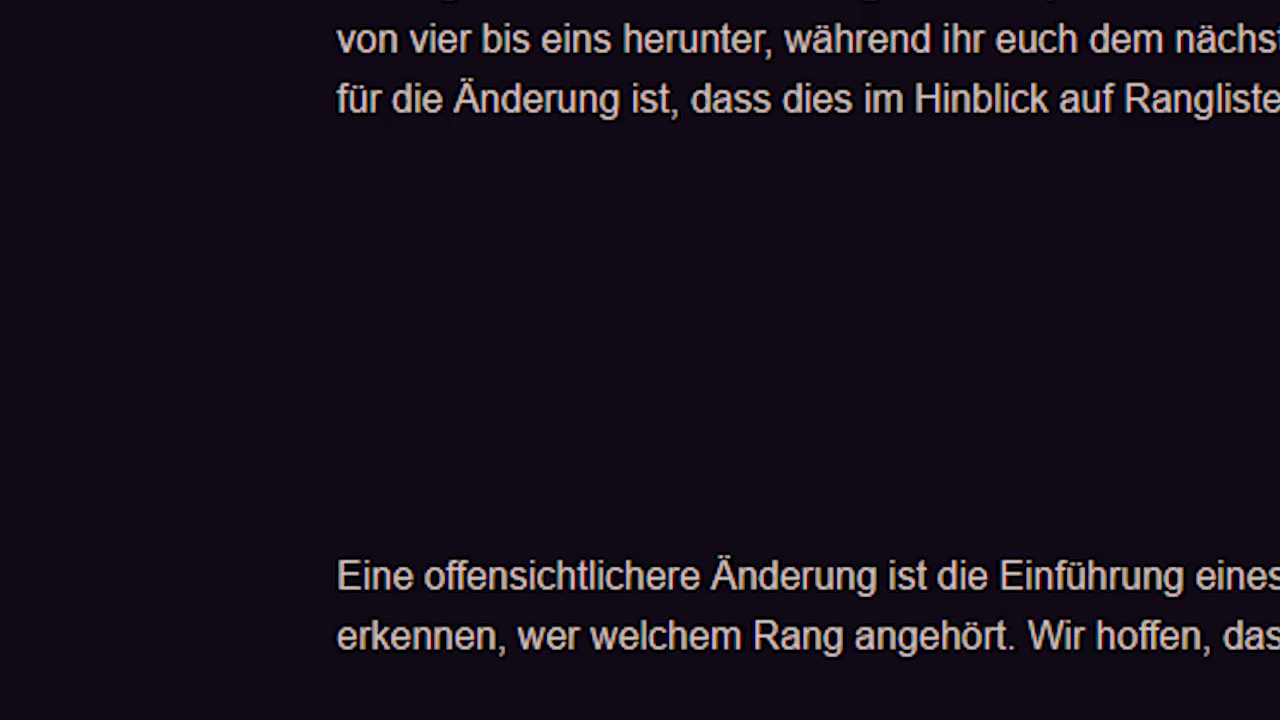 von vier bis eins herunter, während ihr euch dem nächst
für die Änderung ist, dass dies im Hinblick auf Rangliste
Eine offensichtlichere Änderung ist die Einführung eines
erkennen, wer welchem Rang angehört. Wir hoffen, das